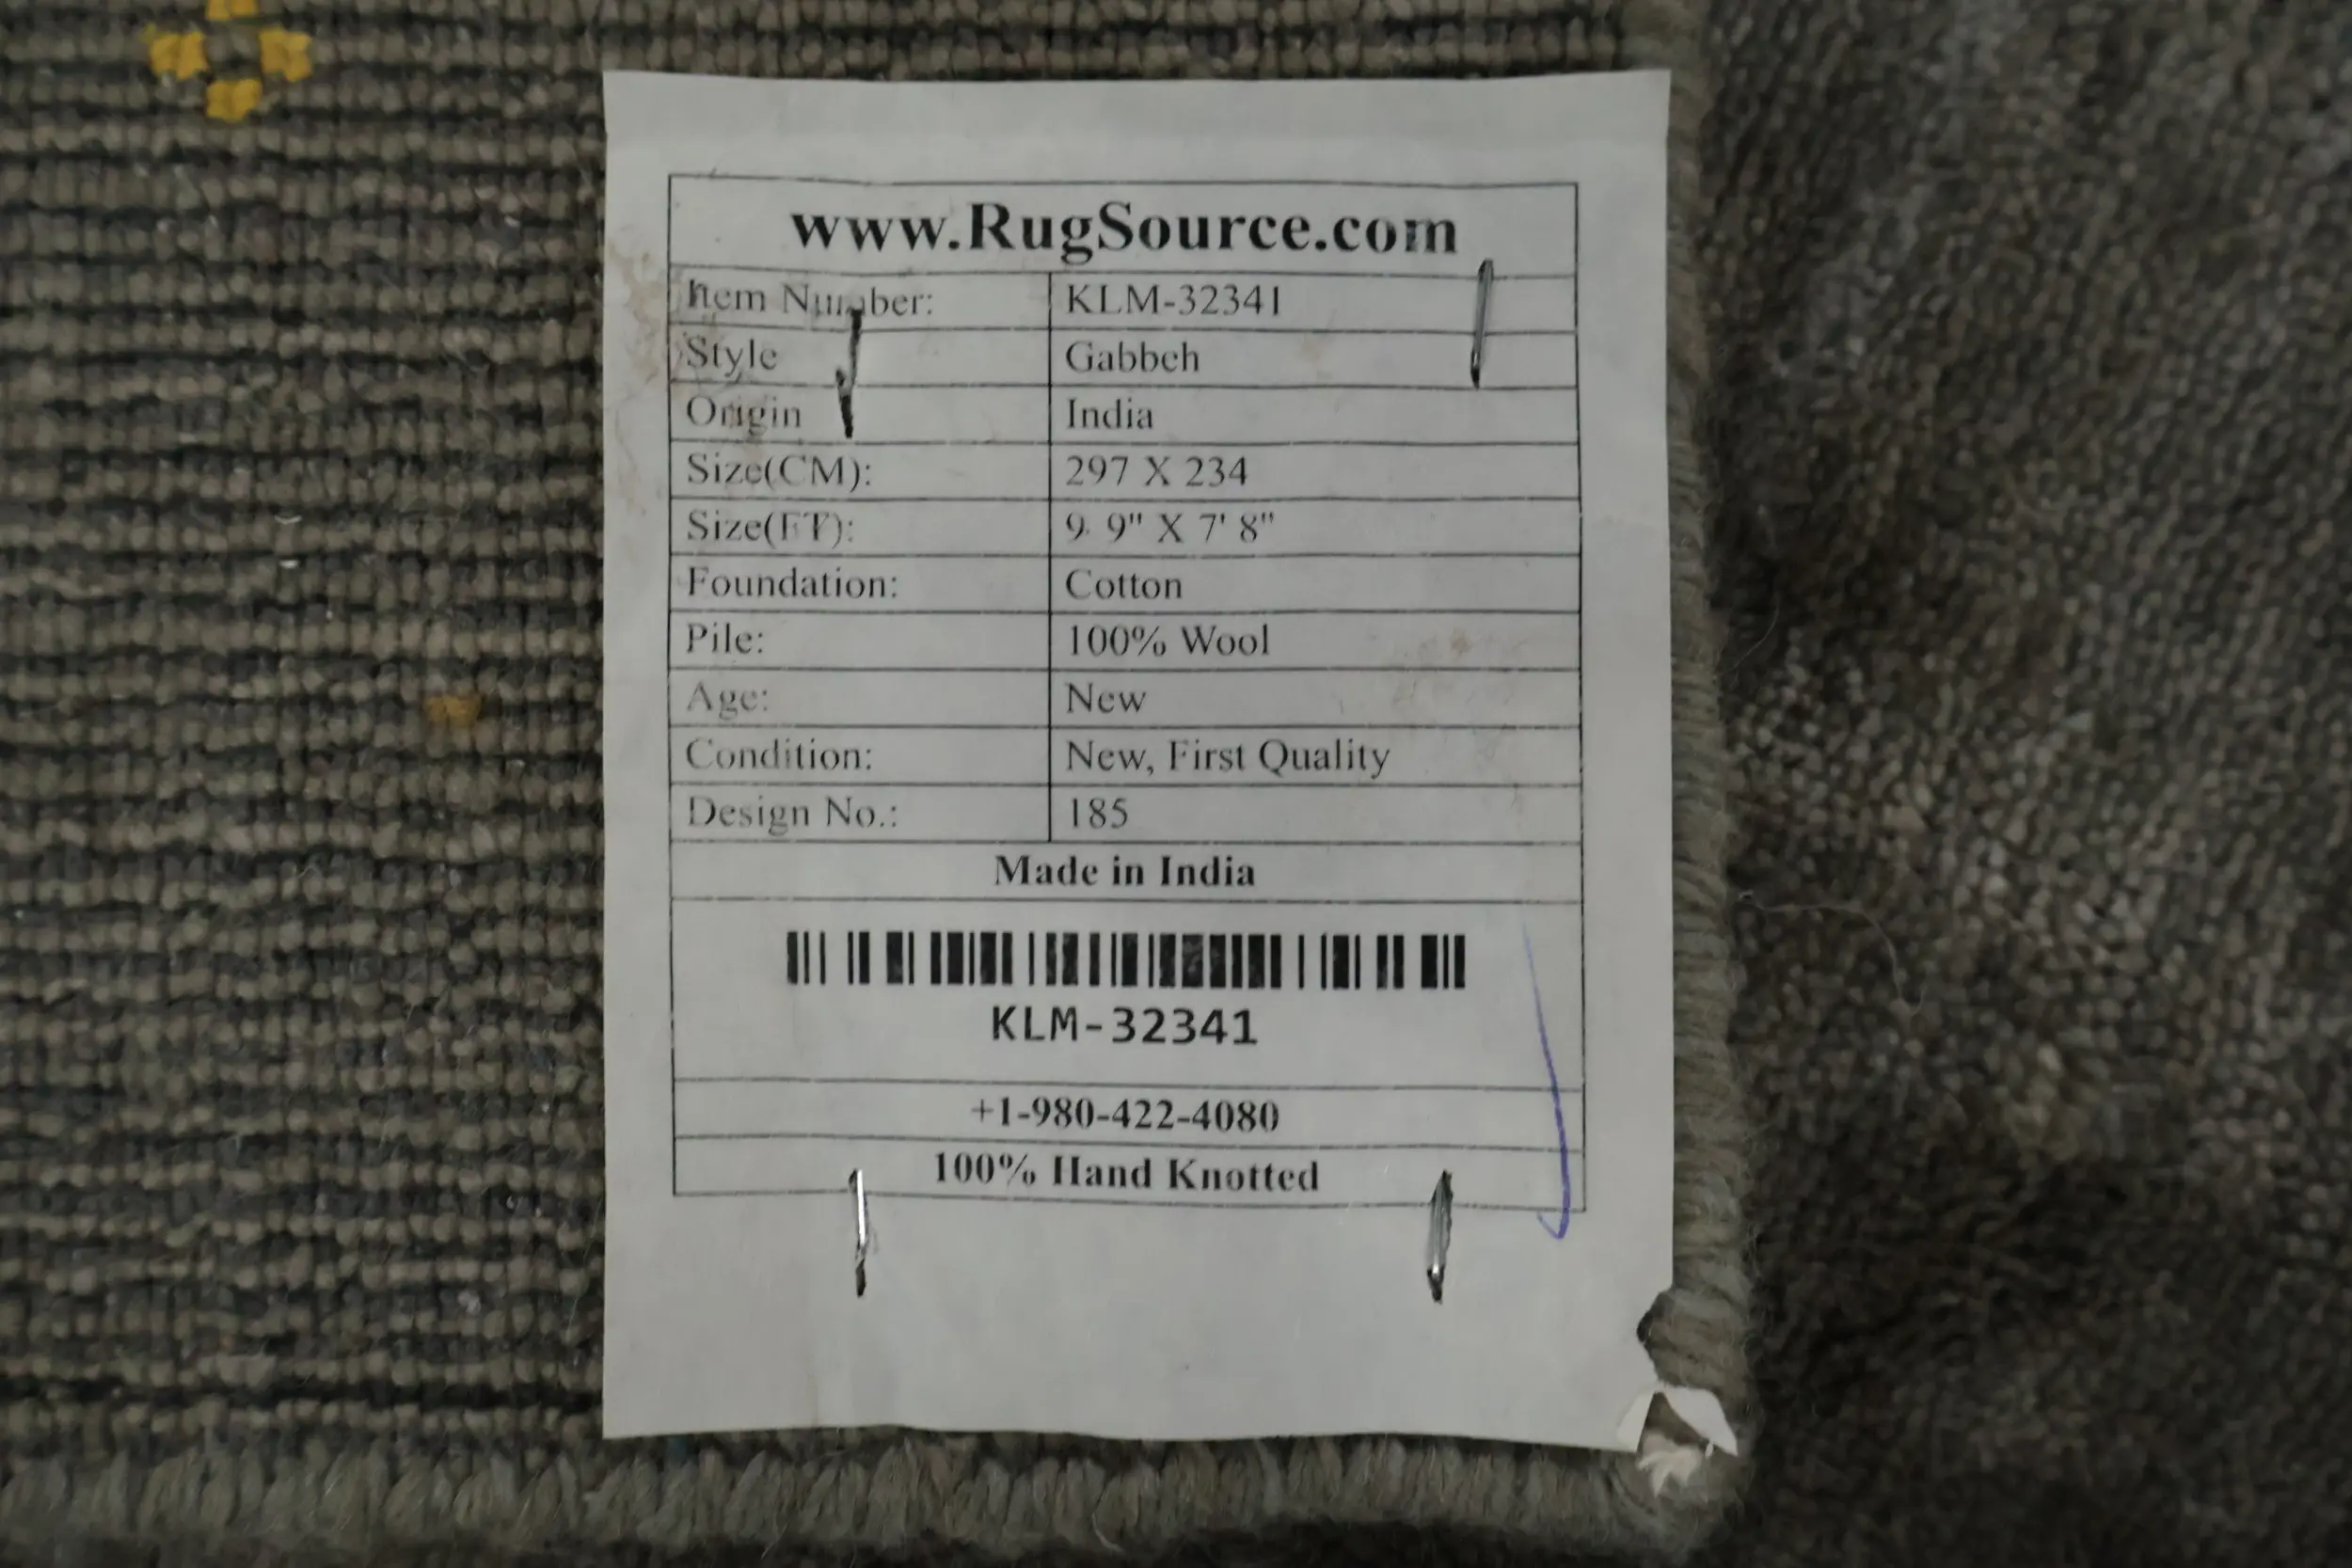 www.RugSource.com
Item Number: KLM-32341
Style Gabbeh
Origin India
Size(CM): 297 X 234
Size(FT): 9' 9" X 7' 8"
Foundation: Cotton
Pile: 100% Wool
Age: New
Condition: New, First Quality
Design No.: 185
Made in India
KLM-32341
+1-980-422-4080
100% Hand Knotted